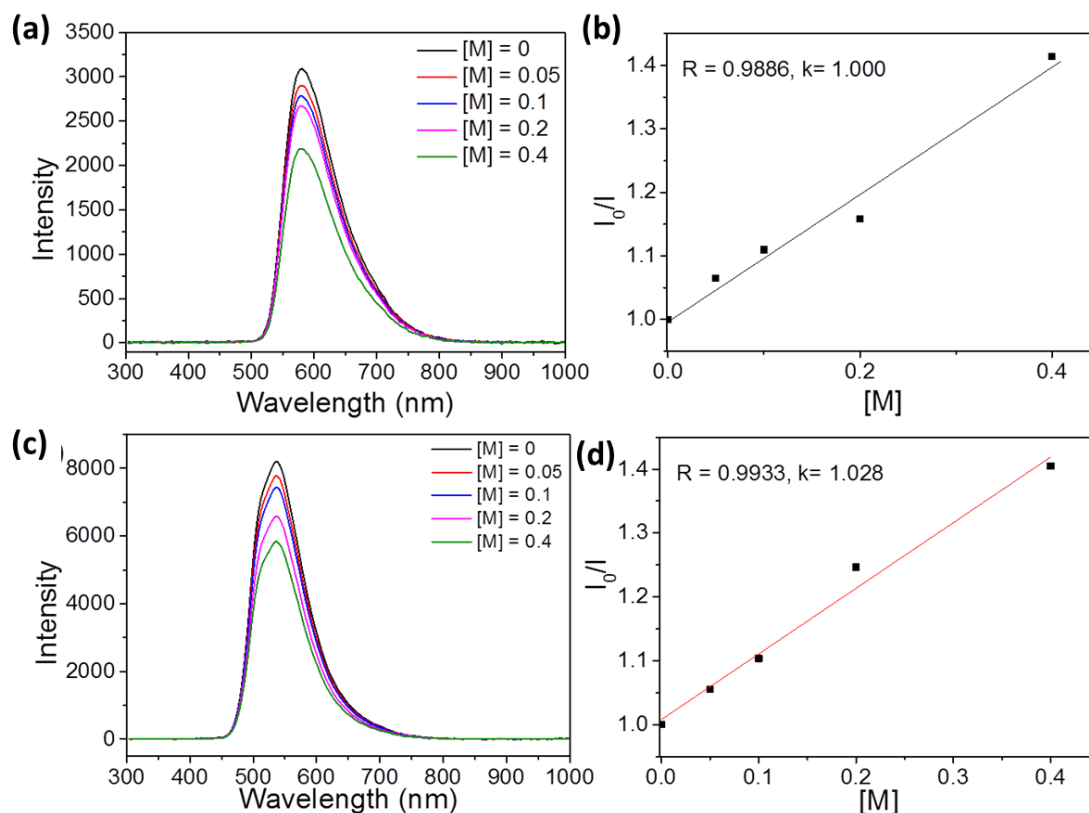 (a)
3500
3000
2500
2000
1500
1000
500
0
Intensity
[M] = 0
[M] = 0.05
[M] = 0.1
[M] = 0.2
[M] = 0.4
300 400 500 600 700 800 900 1000
Wavelength (nm)
(b)
R = 0.9886, k= 1.000
1.4
1.3
1.2
1.1
1.0
I₀/I
0.0 0.2 0.4
[M]
(c)
8000
6000
4000
2000
0
Intensity
[M] = 0
[M] = 0.05
[M] = 0.1
[M] = 0.2
[M] = 0.4
300 400 500 600 700 800 900 1000
Wavelength (nm)
(d)
R = 0.9933, k= 1.028
1.4
1.3
1.2
1.1
1.0
I₀/I
0.0 0.1 0.2 0.3 0.4
[M]